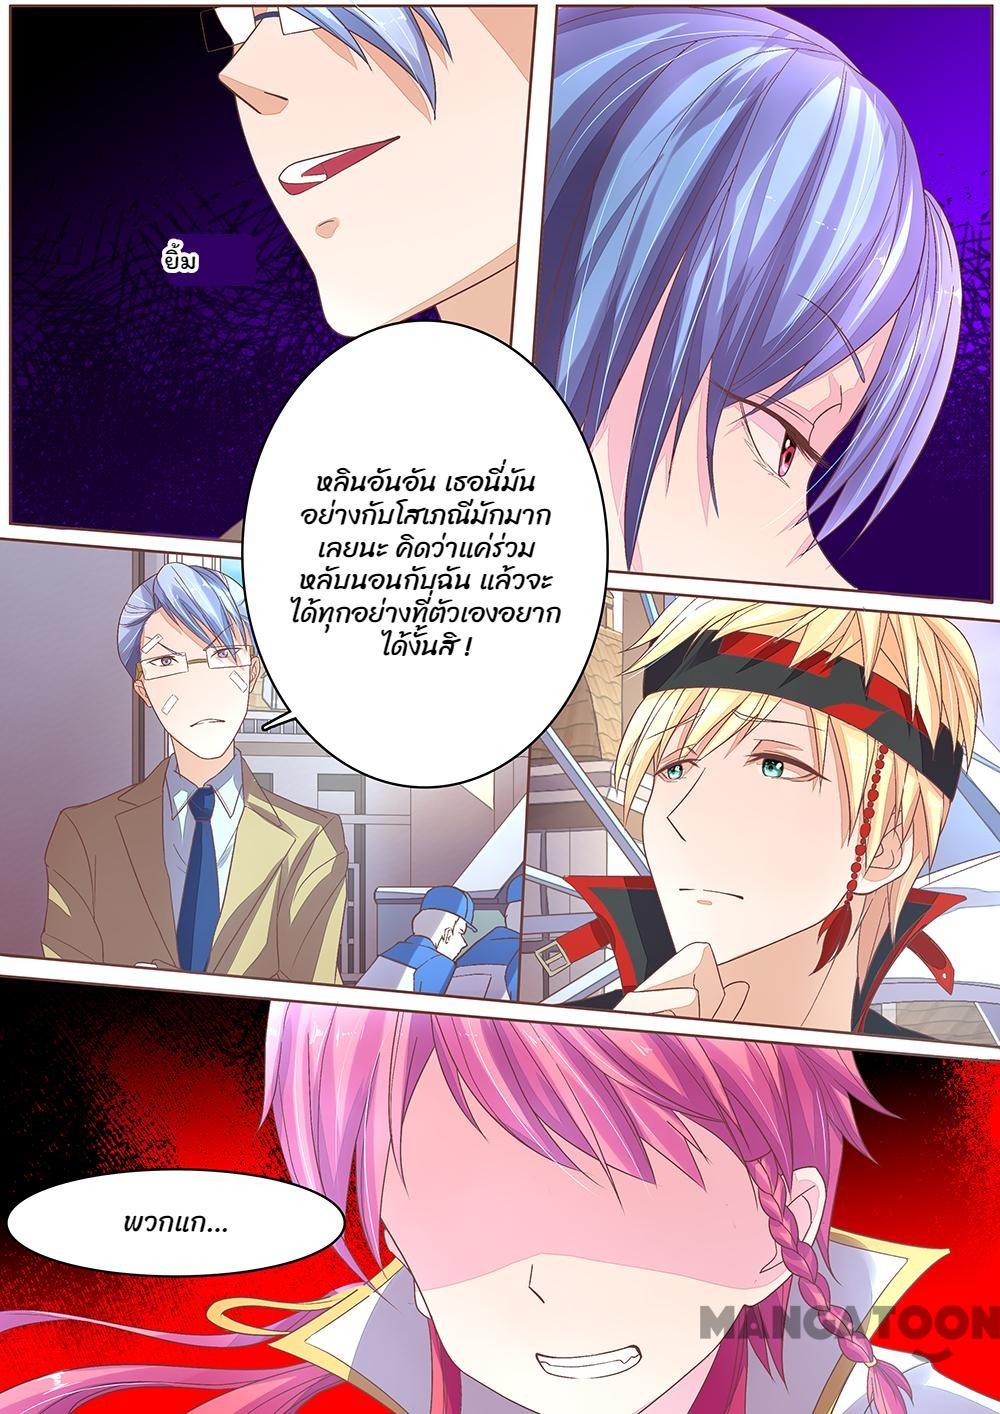 ยิ้ม
หลินอันอัน เธอนี่มัน
อย่างกับโสเภณีมักมาก
เลยนะ คิดว่าแค่ร่วม
หลับนอนกับฉัน แล้วจะ
ได้ทุกอย่างที่ตัวเองอยาก
ได้งั้นสิ !
พวกแก...
MANGATOON